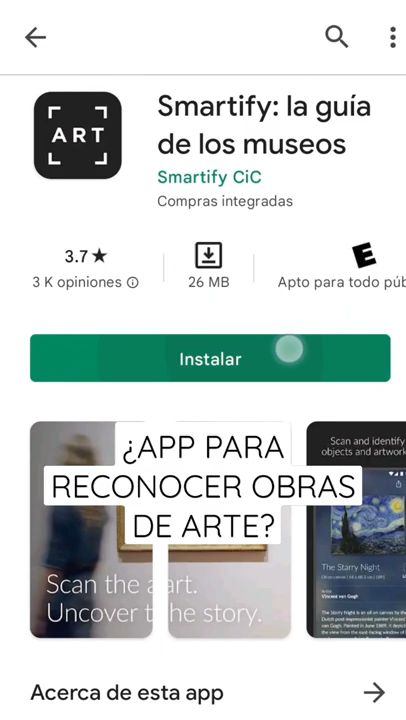 ART
Smartify: la guía
de los museos
Smartify CiC
Compras integradas
3.7★
3 K opiniones
26 MB
E
Apto para todo púb
Instalar
¿APP PARA
RECONOCER OBRAS
DE ARTE?
Scan the art.
Uncover the story.
Scan and identify
objects and artwork
The Starry Night
Vincent van Gogh
Acerca de esta app